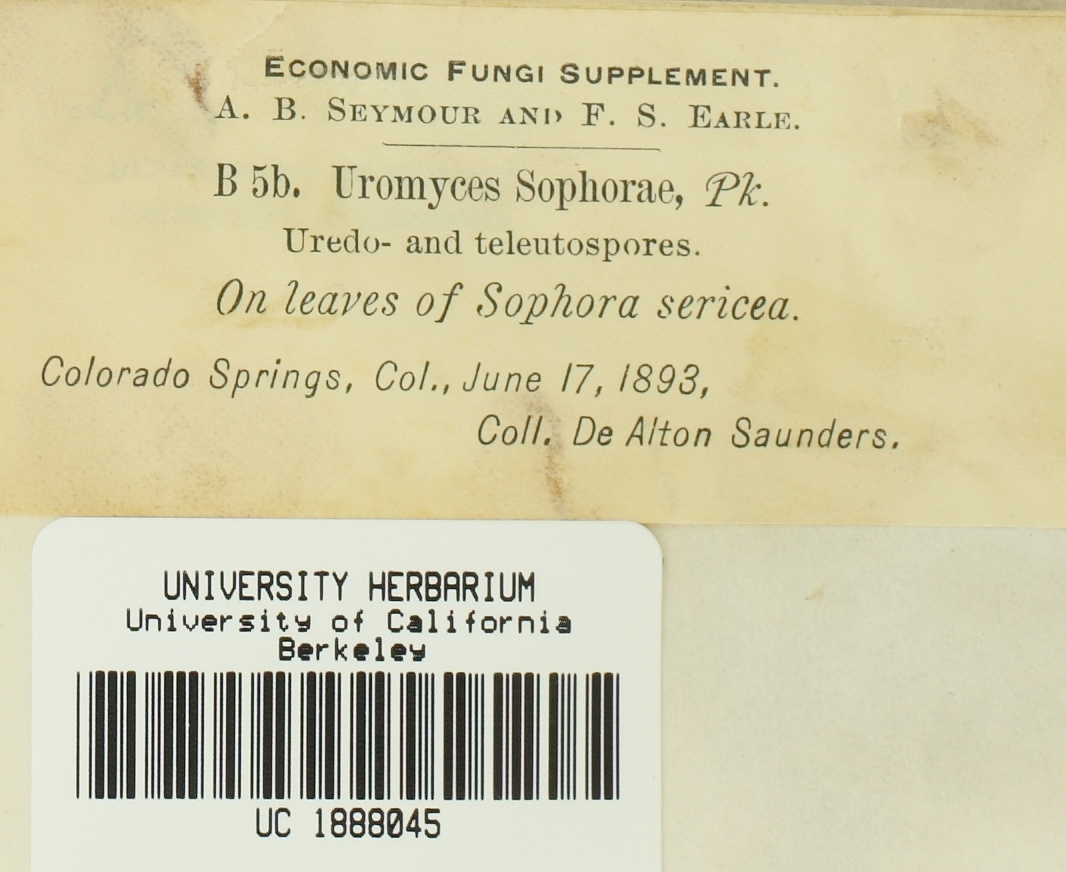 ECONOMIC FUNGI SUPPLEMENT.
A. B. SEYMOUR AND F. S. EARLE.
B 5b. Uromyces Sophorae, Pk.
Uredo- and teleutospores.
On leaves of Sophora sericea.
Colorado Springs, Col., June 17, 1893,
Coll. De Alton Saunders.
UNIVERSITY HERBARIUM
University of California
Berkeley
UC 1888045